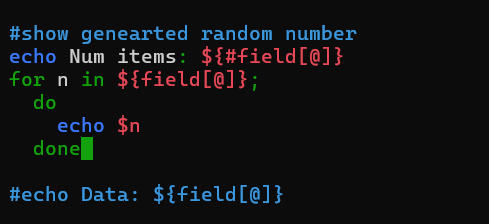 #show genearted random number
echo Num items: ${#field[@]}
for n in ${field[@]};
  do
    echo $n
  done
#echo Data: ${field[@]}